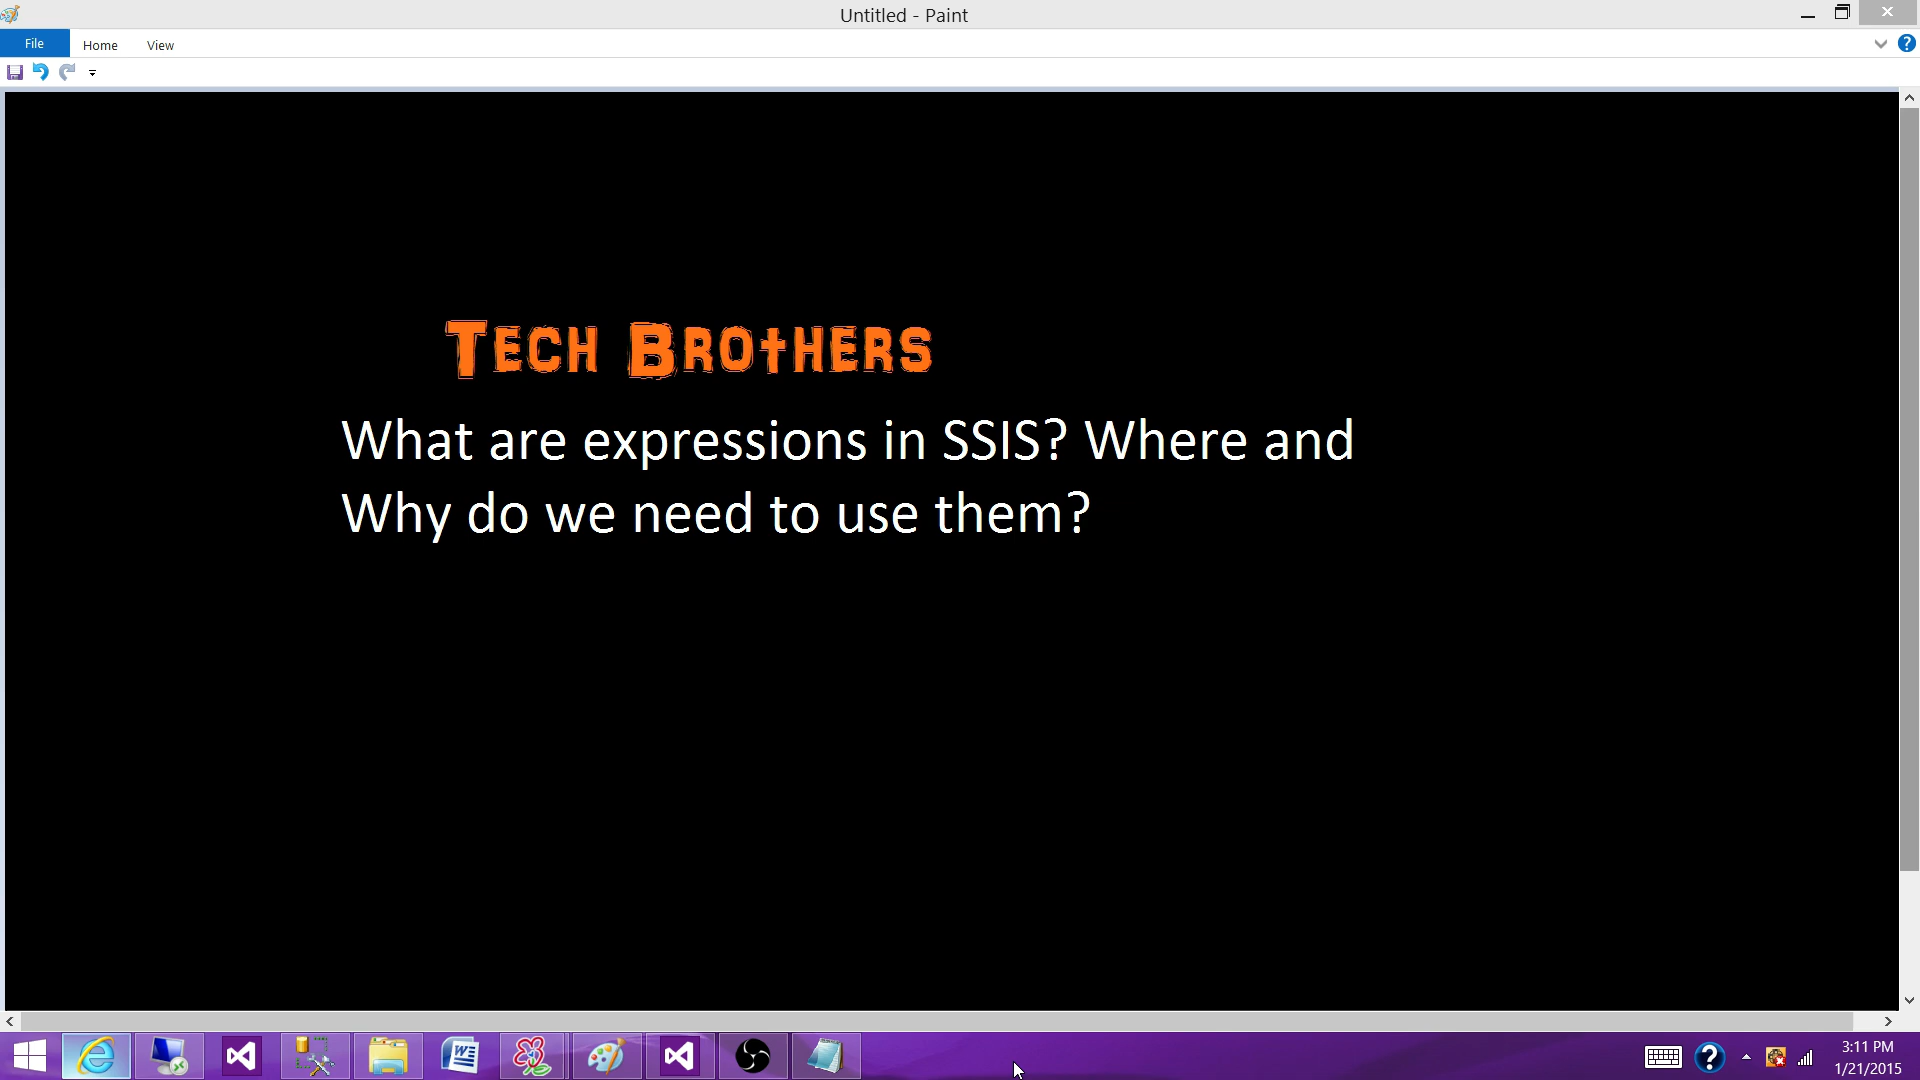 Untitled - Paint
File Home View
Tech Brothers
What are expressions in SSIS? Where and
Why do we need to use them?
3:11 PM
1/21/2015